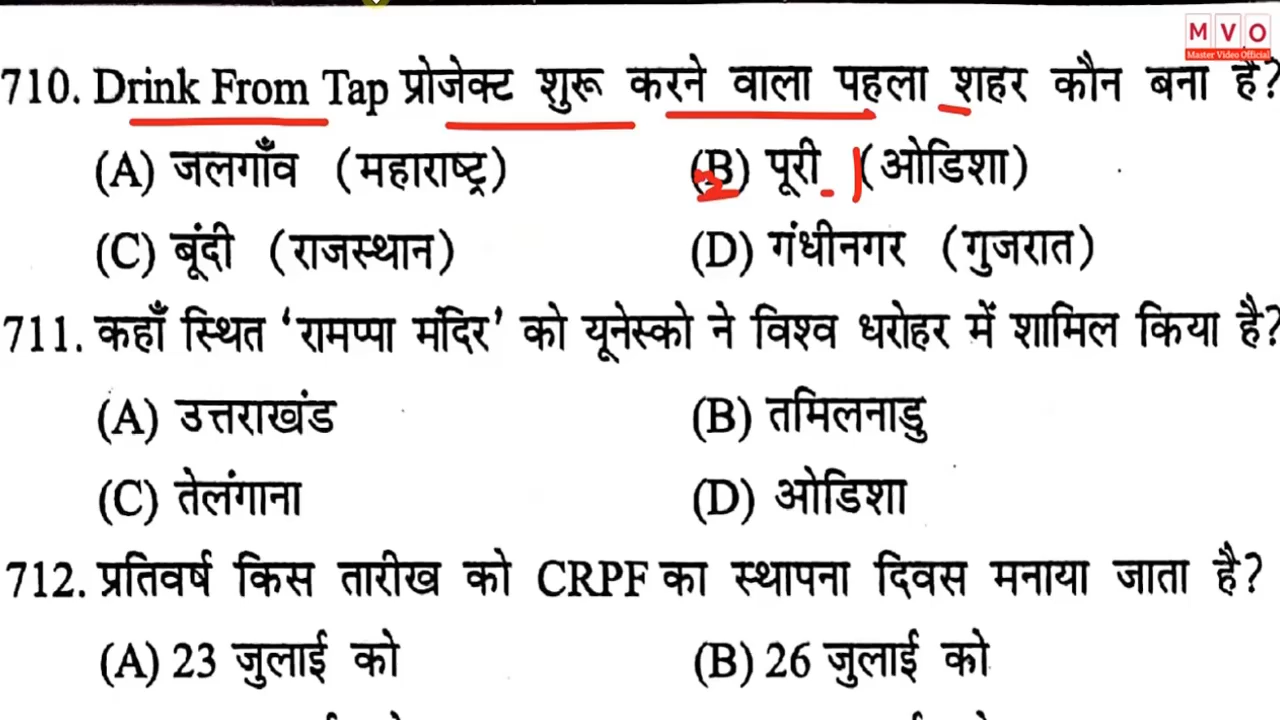 M V O
Master Video Official
710. Drink From Tap प्रोजेक्ट शुरू करने वाला पहला शहर कौन बना है?
(A) जलगाँव (महाराष्ट्र) (B) पूरी (ओडिशा)
(C) बूंदी (राजस्थान) (D) गंधीनगर (गुजरात)
711. कहाँ स्थित ‘रामप्पा मंदिर’ को यूनेस्को ने विश्व धरोहर में शामिल किया है?
(A) उत्तराखंड (B) तमिलनाडु
(C) तेलंगाना (D) ओडिशा
712. प्रतिवर्ष किस तारीख को CRPF का स्थापना दिवस मनाया जाता है?
(A) 23 जुलाई को (B) 26 जुलाई को